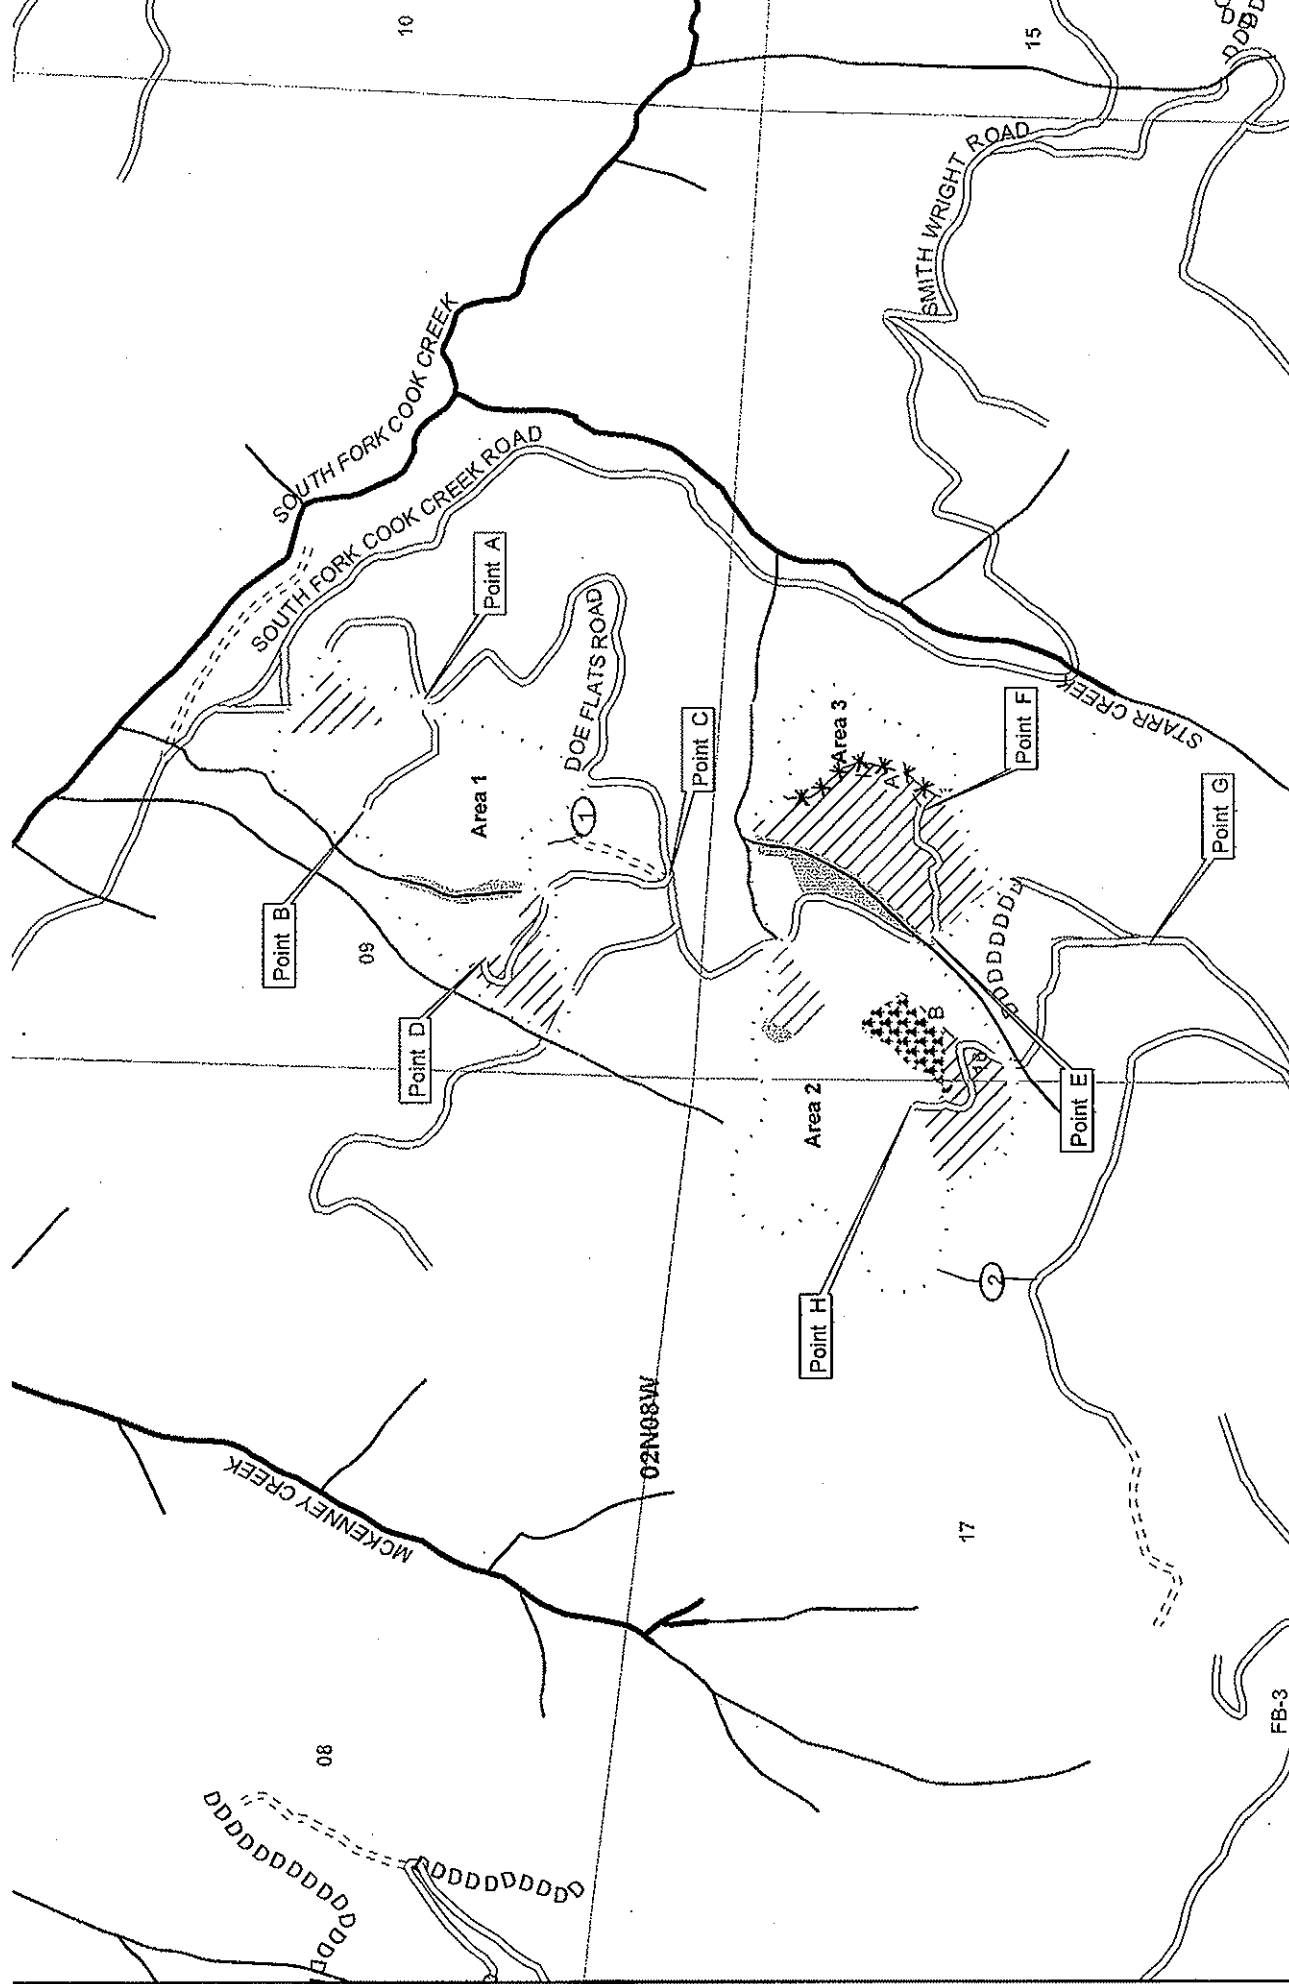 10
15
SOUTH FORK COOK CREEK
SOUTH FORK COOK CREEK ROAD
SMITH WRIGHT ROAD
Point A
DOE FLATS ROAD
Point B
Area 1
1
Point C
Area 3
A
Point F
STARR CREEK
Point G
09
Point D
DDDDDDDD
B
Area 2
Point E
Point H
2
02N08W
MCKENNEY CREEK
17
08
FB-3